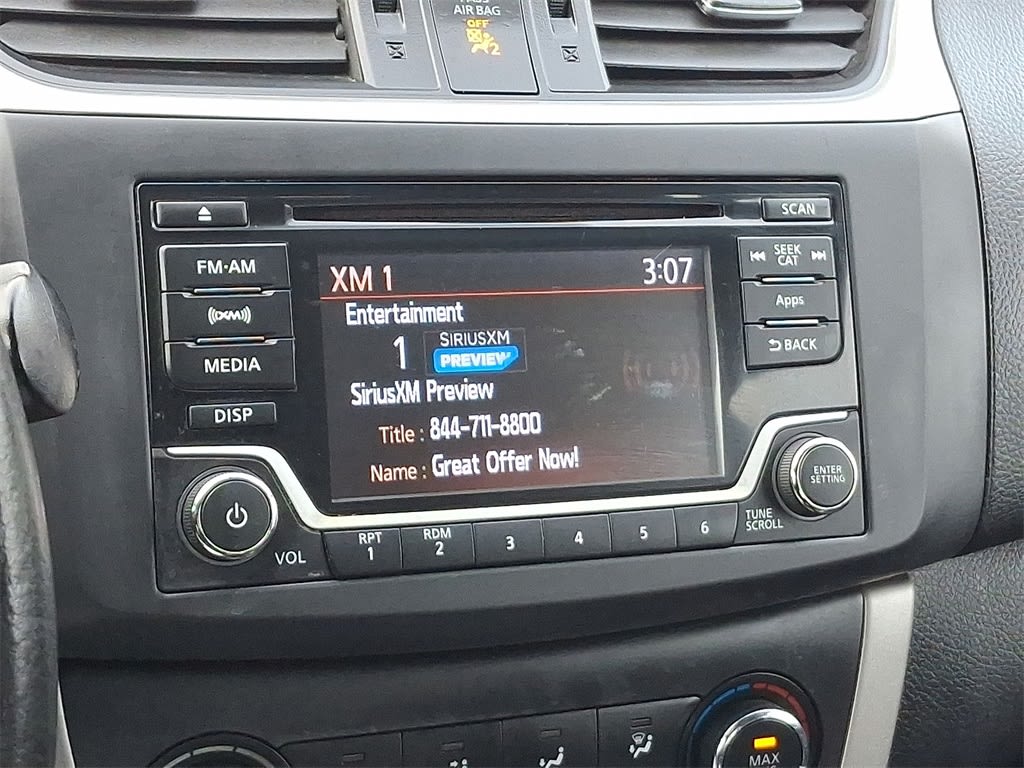 PASS
AIR BAG
OFF
2
SCAN
FM·AM
XM 1
3:07
SEEK
CAT
Entertainment
((XM))
1
SIRIUSXM
PREVIEW
Apps
MEDIA
BACK
SiriusXM Preview
DISP
Title : 844-711-8800
Name : Great Offer Now!
ENTER
SETTING
VOL
RPT
1
RDM
2
3
4
5
6
TUNE
SCROLL
MAX